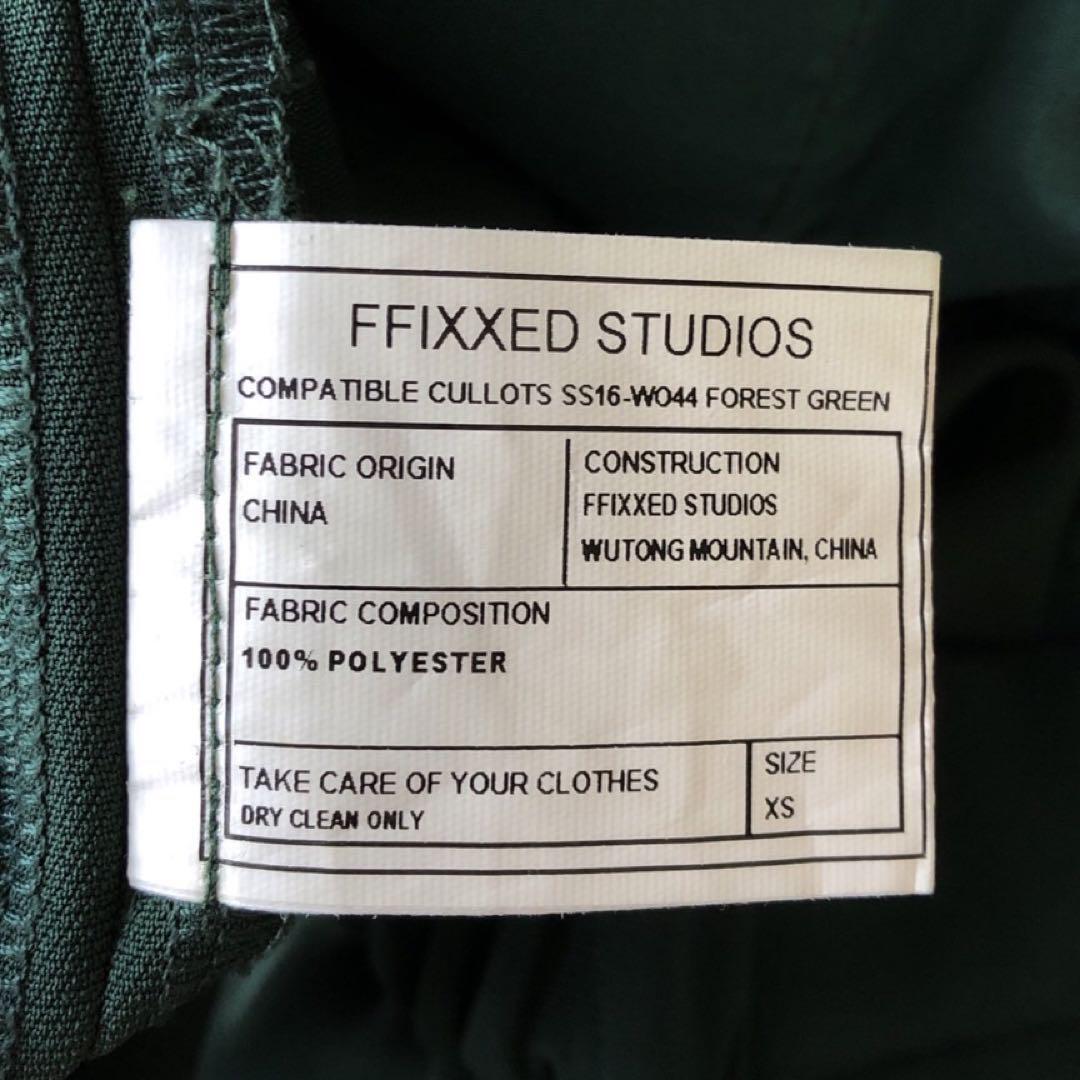 FFIXXED STUDIOS
COMPATIBLE CULLOTS SS16-W044 FOREST GREEN
FABRIC ORIGIN
CHINA
CONSTRUCTION
FFIXXED STUDIOS
WUTONG MOUNTAIN, CHINA
FABRIC COMPOSITION
100% POLYESTER
TAKE CARE OF YOUR CLOTHES
DRY CLEAN ONLY
SIZE
XS